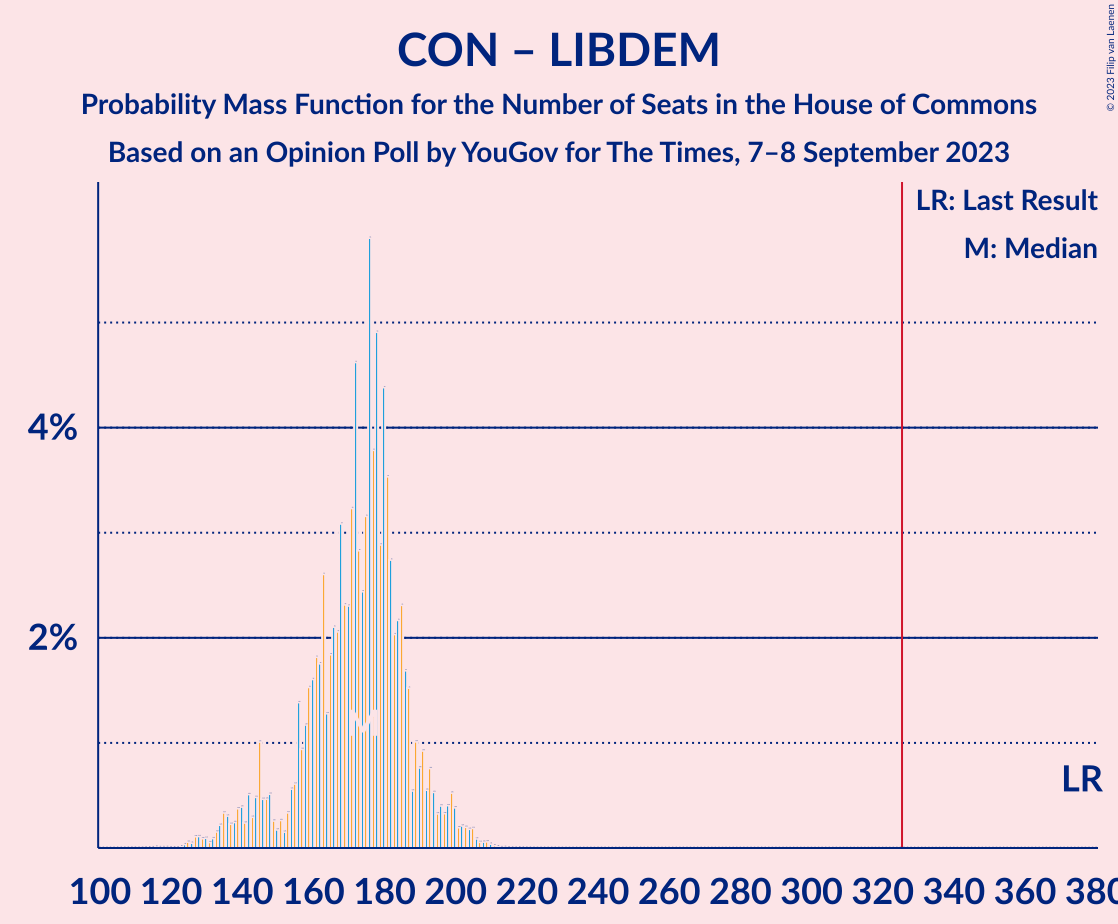 CON – LIBDEM
Probability Mass Function for the Number of Seats in the House of Commons
Based on an Opinion Poll by YouGov for The Times, 7–8 September 2023
© 2023 Filip van Laenen
LR: Last Result
M: Median
4%
2%
M
LR
100 120 140 160 180 200 220 240 260 280 300 320 340 360 380